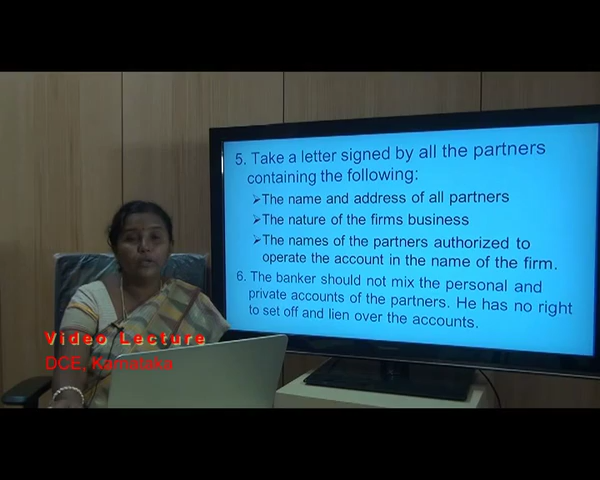 5. Take a letter signed by all the partners
containing the following:
➢The name and address of all partners
➢The nature of the firms business
➢The names of the partners authorized to
operate the account in the name of the firm.
6. The banker should not mix the personal and
private accounts of the partners. He has no right
to set off and lien over the accounts.
Video Lecture
DCE, Karnataka